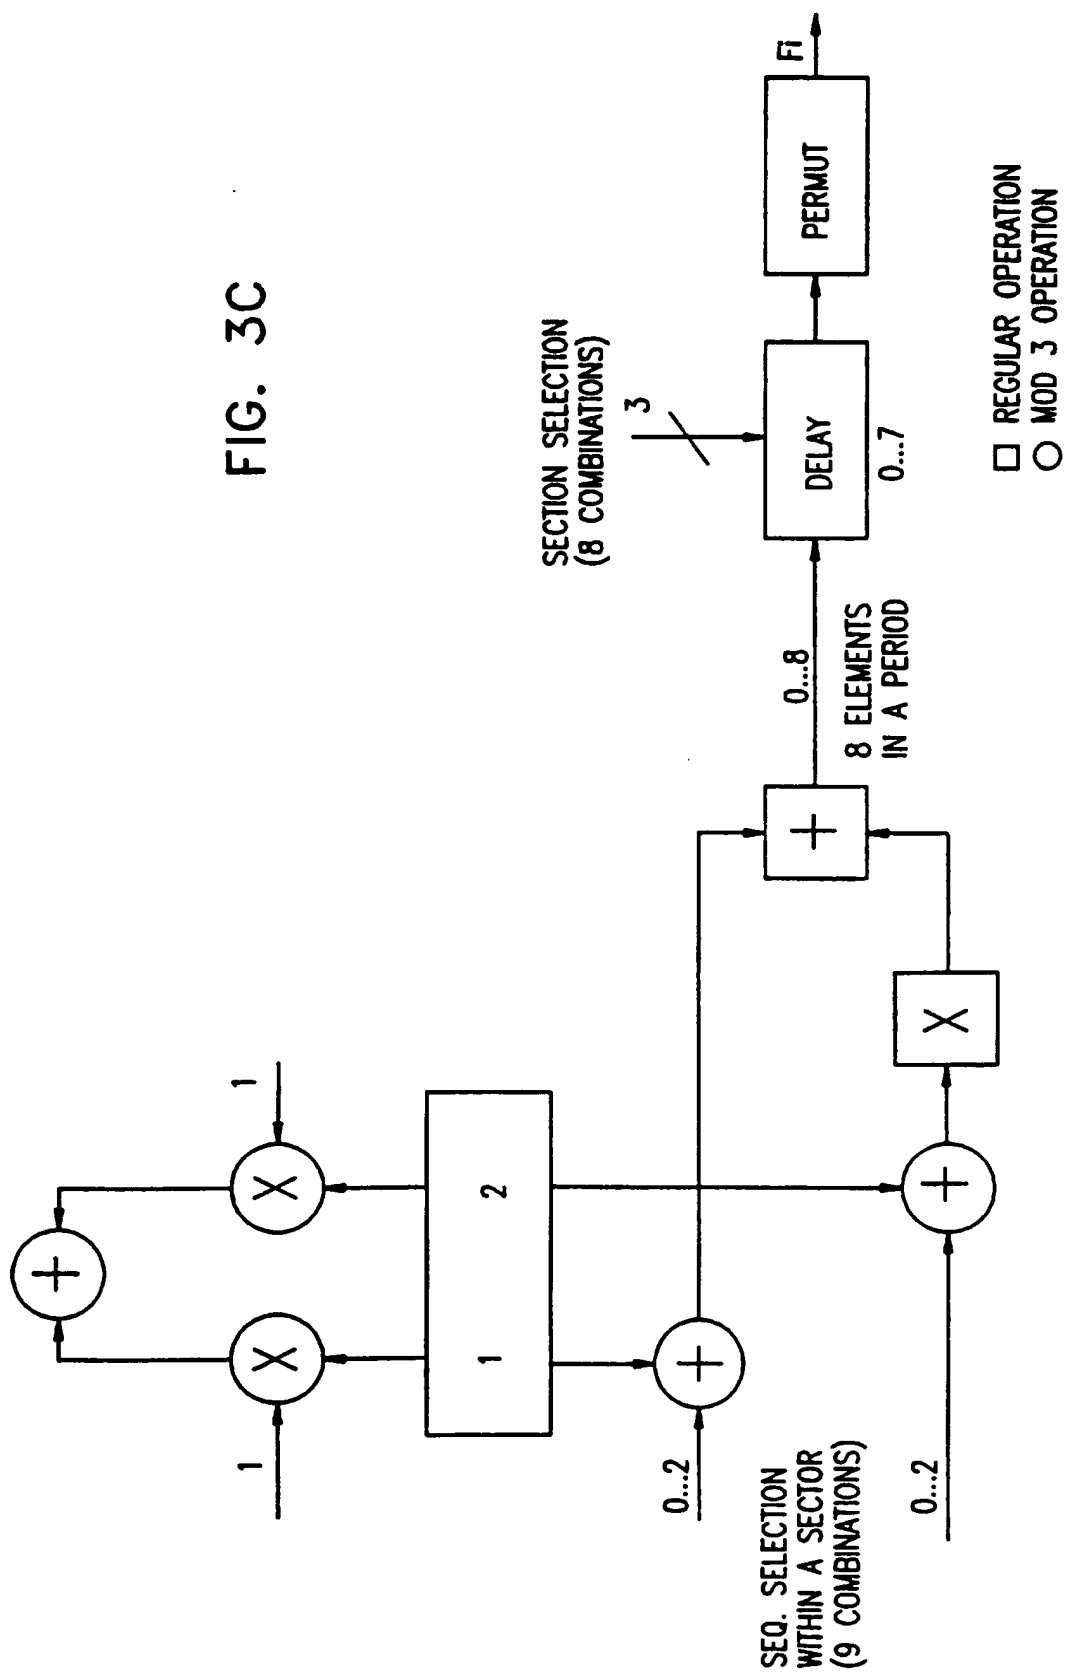 FIG. 3C
1
1
+
X
X
1
2
0...2
+
SEQ. SELECTION
WITHIN A SECTOR
(9 COMBINATIONS)
0...2
+
X
+
0...8
8 ELEMENTS
IN A PERIOD
SECTION SELECTION
(8 COMBINATIONS)
3
DELAY
0...7
PERMUT
Fi
REGULAR OPERATION
MOD 3 OPERATION